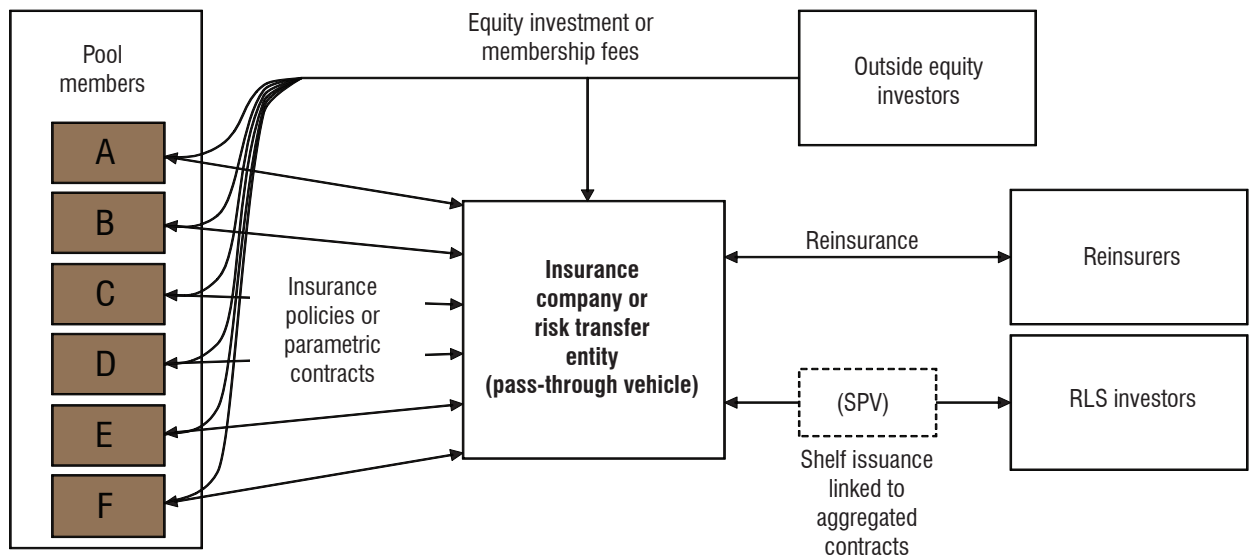 Pool
members
A
B
C
D
E
F
Equity investment or
membership fees
Outside equity
investors
Insurance
policies or
parametric
contracts
Insurance
company or
risk transfer
entity
(pass-through vehicle)
Reinsurance
Reinsurers
(SPV)
RLS investors
Shelf issuance
linked to
aggregated
contracts